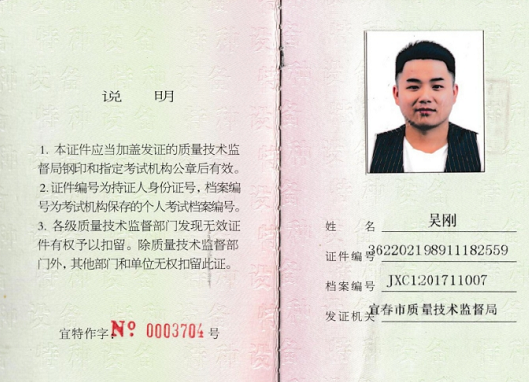 说 明
1. 本证件应当加盖发证的质量技术监
督局钢印和指定考试机构公章后有效。
2. 证件编号为持证人身份证号，档案编
号为考试机构保存的个人考试档案编号。
3. 各级质量技术监督部门发现无效证
件有权予以扣留。除质量技术监督部
门外，其他部门和单位无权扣留此证。
宜特作字：№ 0003704 号
姓 名 吴刚
证件编号 362202198911182559
档案编号 JXC1201711007
发证机关 宜春市质量技术监督局